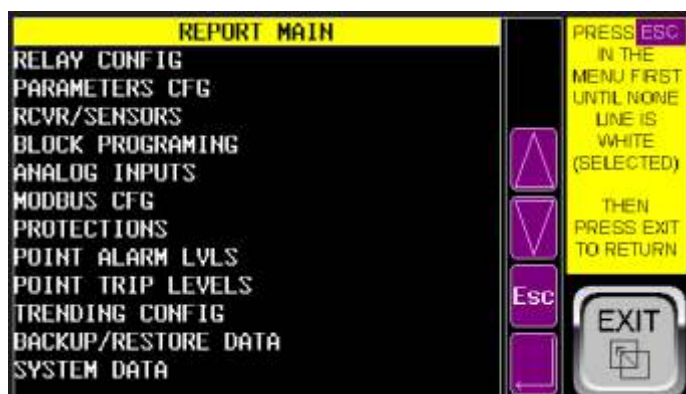 REPORT MAIN
RELAY CONFIG
PARAMETERS CFG
RCVR/SENSORS
BLOCK PROGRAMING
ANALOG INPUTS
MODBUS CFG
PROTECTIONS
POINT ALARM LVLS
POINT TRIP LEVELS
TRENDING CONFIG
BACKUP/RESTORE DATA
SYSTEM DATA
Esc
PRESS ESC
IN THE
MENU FIRST
UNTIL NONE
LINE IS
WHITE
(SELECTED)
THEN
PRESS EXIT
TO RETURN
EXIT